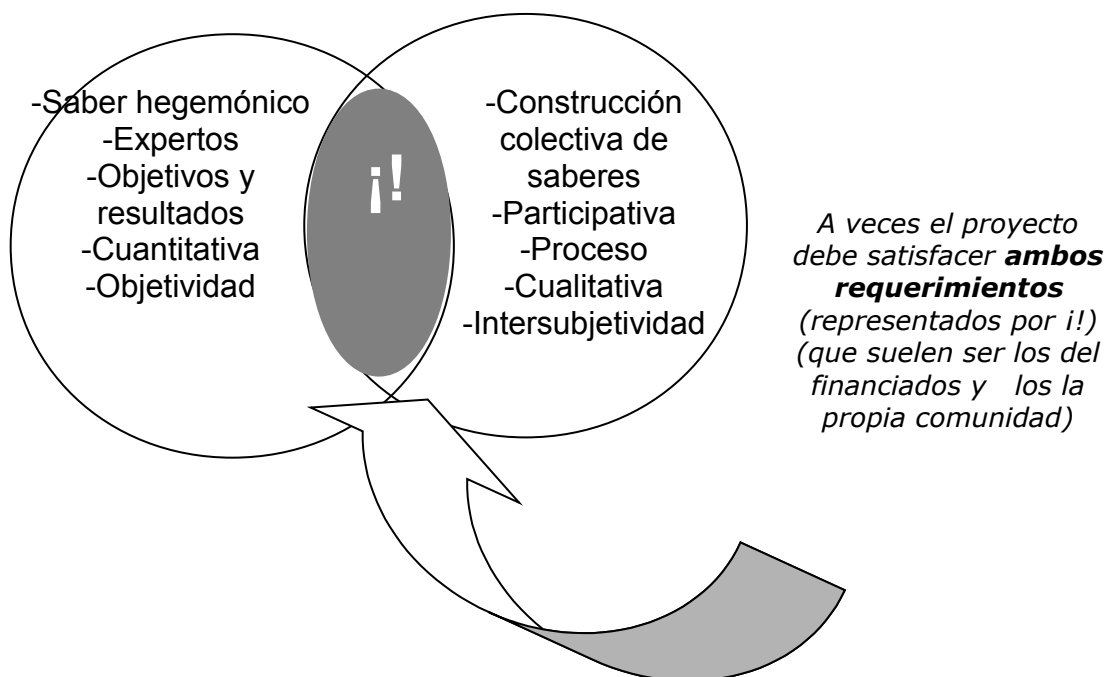 -Saber hegemónico
-Expertos
-Objetivos y
resultados
-Cuantitativa
-Objetividad
¡!
-Construcción
colectiva de
saberes
-Participativa
-Proceso
-Cualitativa
-Intersubjetividad
A veces el proyecto
debe satisfacer ambos
requerimientos
(representados por ¡!)
(que suelen ser los del
financiados y los la
propia comunidad)